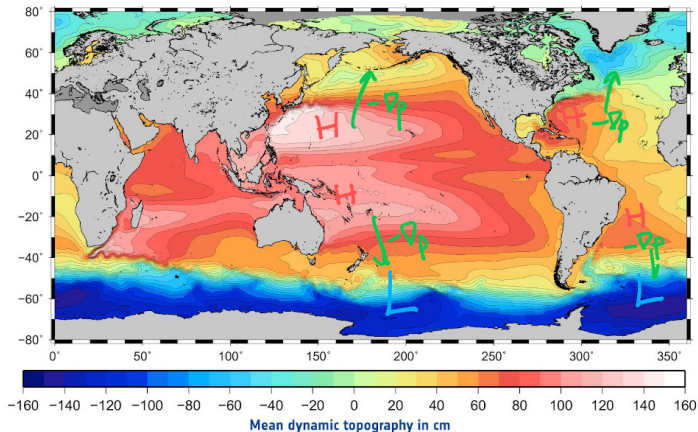 80°
60°
40°
20°
0°
−20°
−40°
−60°
−80°
H
−∇p
H
−∇p
H
−∇p
H
−∇p
L
L
0° 50° 100° 150° 200° 250° 300° 350°
−160 −140 −120 −100 −80 −60 −40 −20 0 20 40 60 80 100 120 140 160
Mean dynamic topography in cm